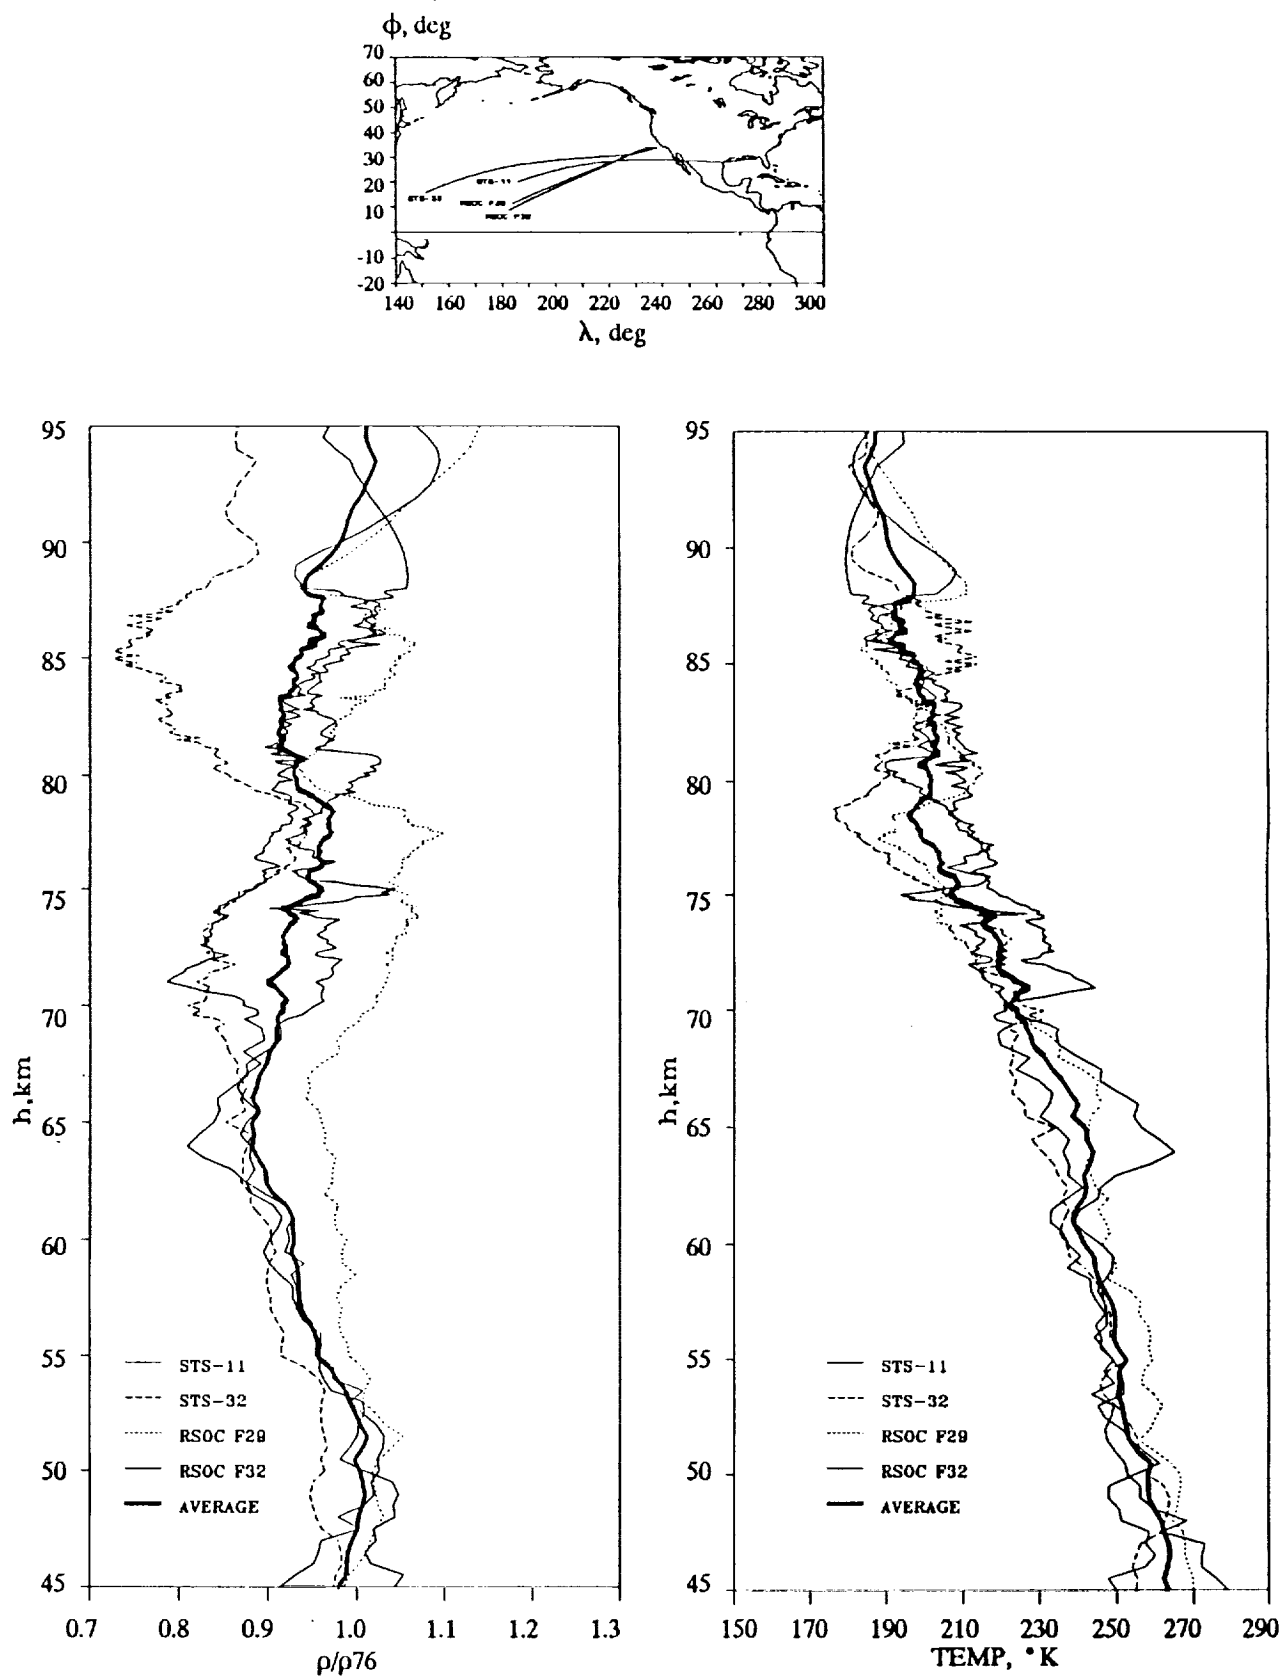 ϕ, deg
70
60
50
40
30
20
10
-10
-20
STS-11
RSOC F32
140 160 180 200 220 240 260 280 300
λ, deg
95
90
85
80
75
70
65
60
55
50
45
h,km
STS-11
STS-32
RSOC F29
RSOC F32
AVERAGE
0.7 0.8 0.9 1.0 1.1 1.2 1.3
ρ/ρ76
95
90
85
80
75
70
65
60
55
50
45
h,km
STS-11
STS-32
RSOC F29
RSOC F32
AVERAGE
150 170 190 210 230 250 270 290
TEMP, °K